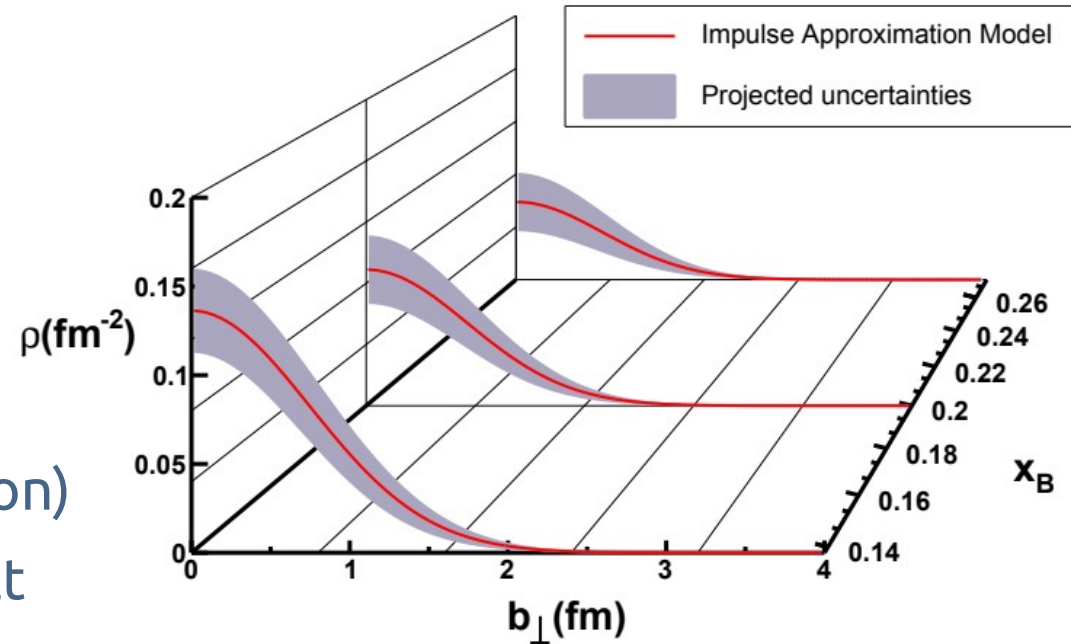 Impulse Approximation Model
Projected uncertainties
0.2
0.15
ρ(fm⁻²)
0.1
0.05
0
0 1 2 3 4
b⊥(fm)
0.26
0.24
0.22
0.2
0.18
0.16
0.14
x_B
on)
t